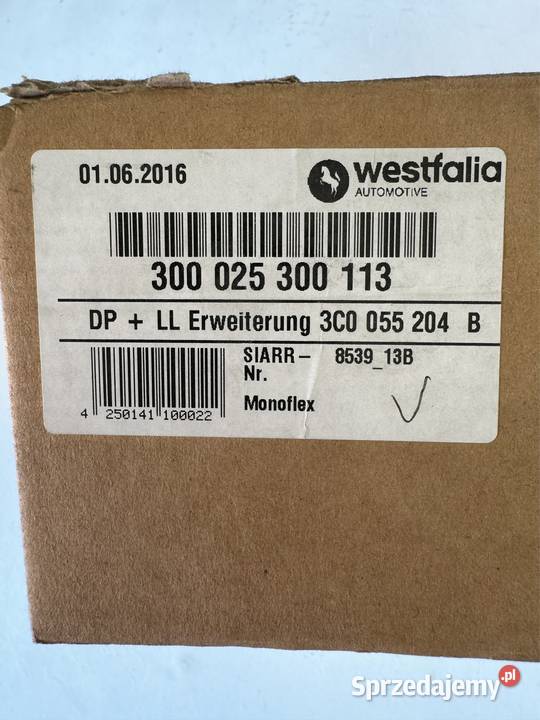 01.06.2016
westfalia
AUTOMOTIVE
300 025 300 113
DP + LL Erweiterung 3C0 055 204 B
SIARR- 8539_13B
Nr.
Monoflex
4 250141 100022
Sprzedajemy.pl